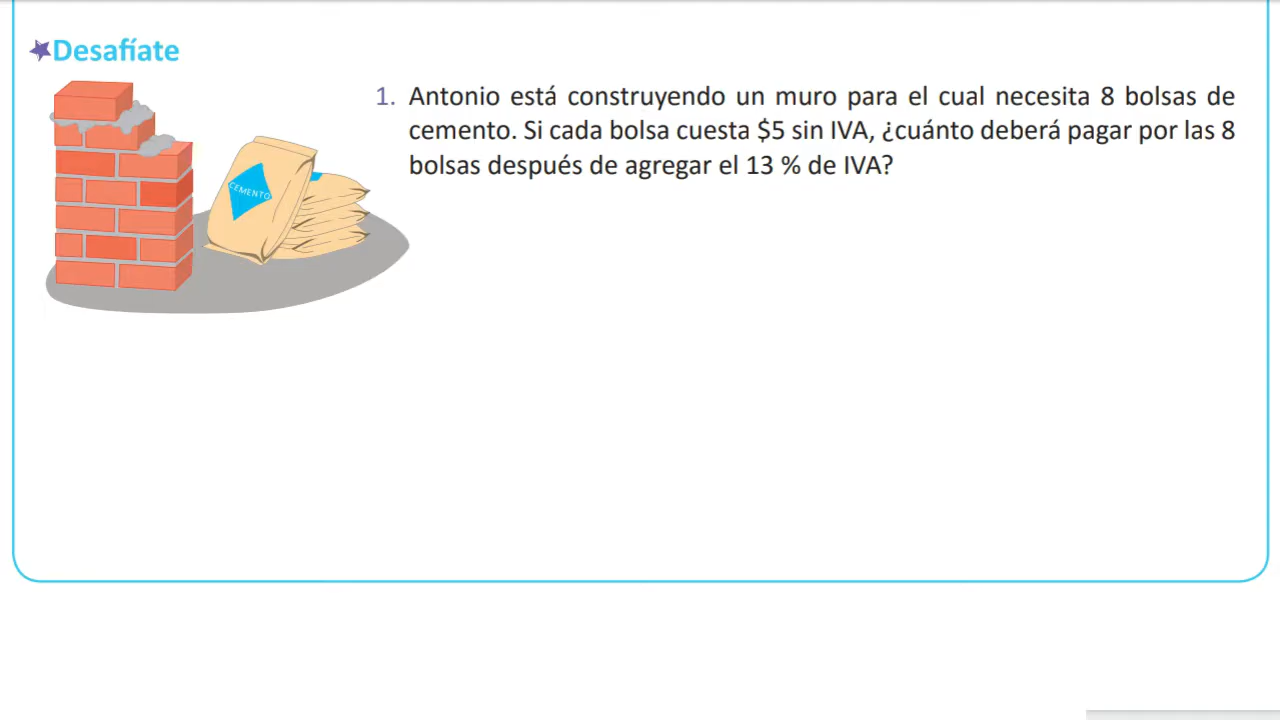 Desafíate
1. Antonio está construyendo un muro para el cual necesita 8 bolsas de
cemento. Si cada bolsa cuesta $5 sin IVA, ¿cuánto deberá pagar por las 8
bolsas después de agregar el 13 % de IVA?
CEMENTO